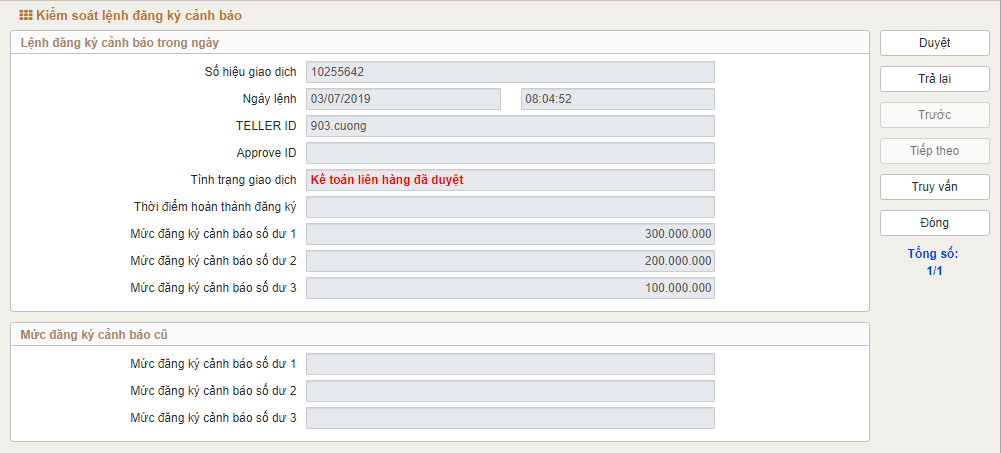 Kiểm soát lệnh đăng ký cảnh báo
Lệnh đăng ký cảnh báo trong ngày
Số hiệu giao dịch 10255642
Ngày lệnh 03/07/2019 08:04:52
TELLER ID 903.cuong
Approve ID
Tình trạng giao dịch Kế toán liên hàng đã duyệt
Thời điểm hoàn thành đăng ký
Mức đăng ký cảnh báo số dư 1 300.000.000
Mức đăng ký cảnh báo số dư 2 200.000.000
Mức đăng ký cảnh báo số dư 3 100.000.000
Mức đăng ký cảnh báo cũ
Mức đăng ký cảnh báo số dư 1
Mức đăng ký cảnh báo số dư 2
Mức đăng ký cảnh báo số dư 3
Duyệt
Trả lại
Trước
Tiếp theo
Truy vấn
Đóng
Tổng số:
1/1